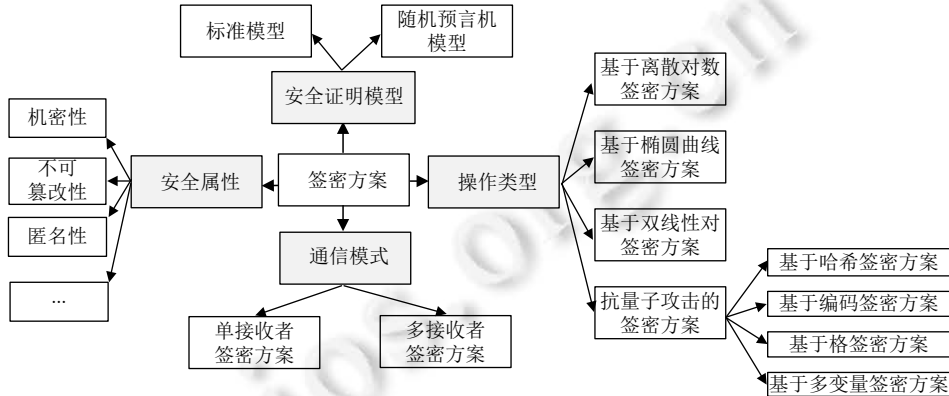 标准模型
随机预言机
模型
安全证明模型
基于离散对数
签密方案
机密性
基于椭圆曲线
签密方案
不可
篡改性
安全属性
签密方案
操作类型
匿名性
基于双线性对
签密方案
通信模式
基于哈希签密方案
...
抗量子攻击的
签密方案
基于编码签密方案
单接收者
签密方案
多接收者
签密方案
基于格签密方案
基于多变量签密方案